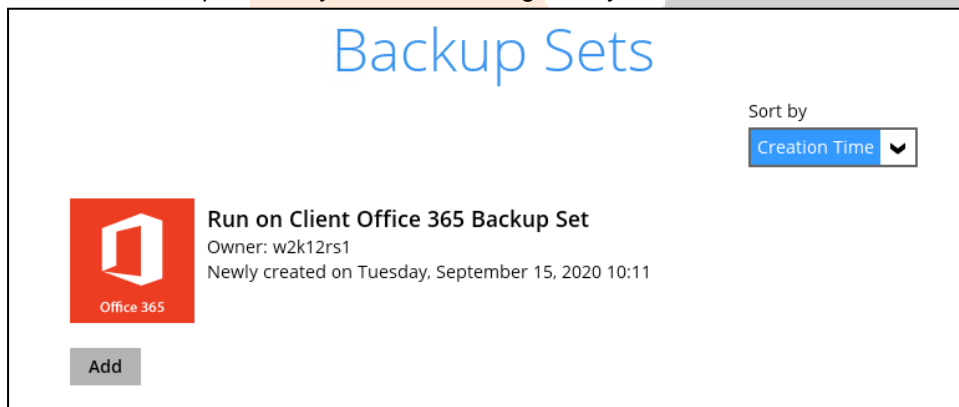 Backup Sets
Sort by
Creation Time
Run on Client Office 365 Backup Set
Owner: w2k12rs1
Newly created on Tuesday, September 15, 2020 10:11
Office 365
Add